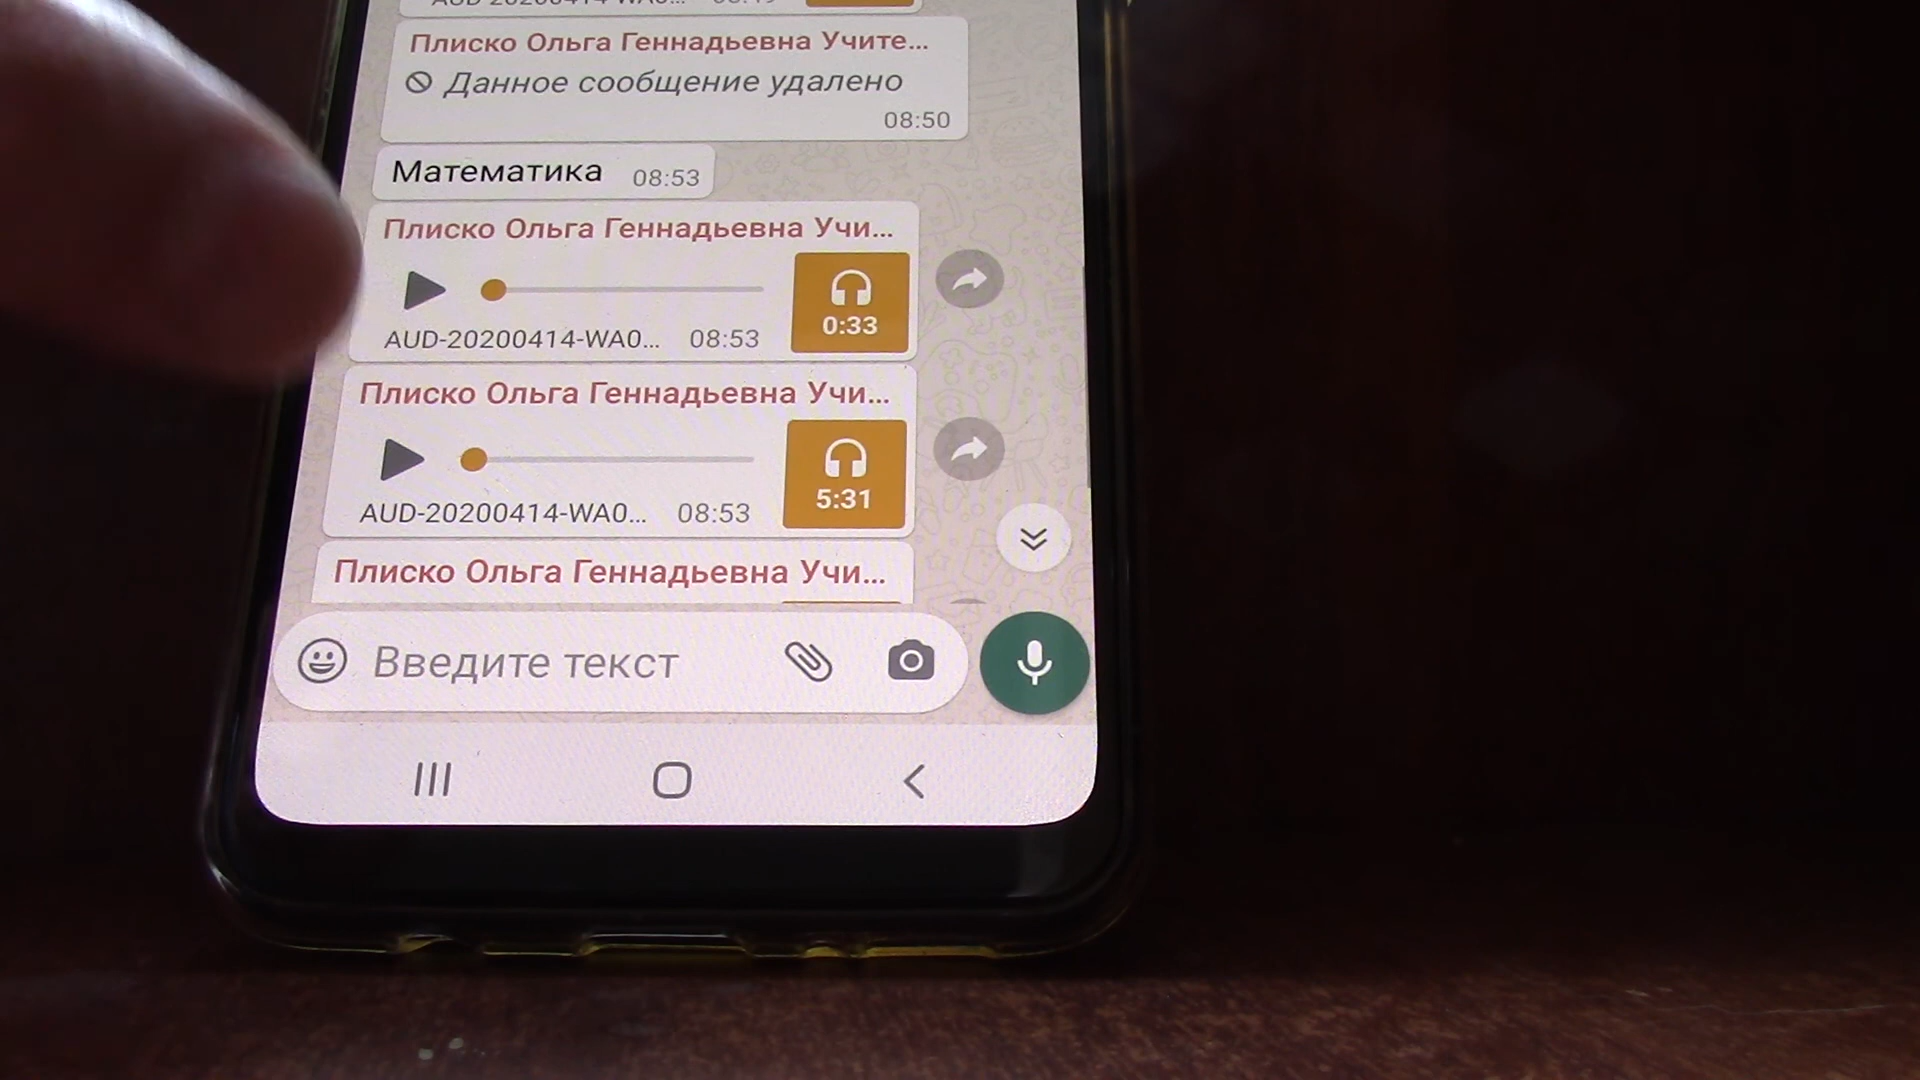 Плиско Ольга Геннадьевна Учите...
Данное сообщение удалено
08:50
Математика 08:53
Плиско Ольга Геннадьевна Учи...
0:33
AUD-20200414-WA0... 08:53
Плиско Ольга Геннадьевна Учи...
5:31
AUD-20200414-WA0... 08:53
Плиско Ольга Геннадьевна Учи...
Введите текст